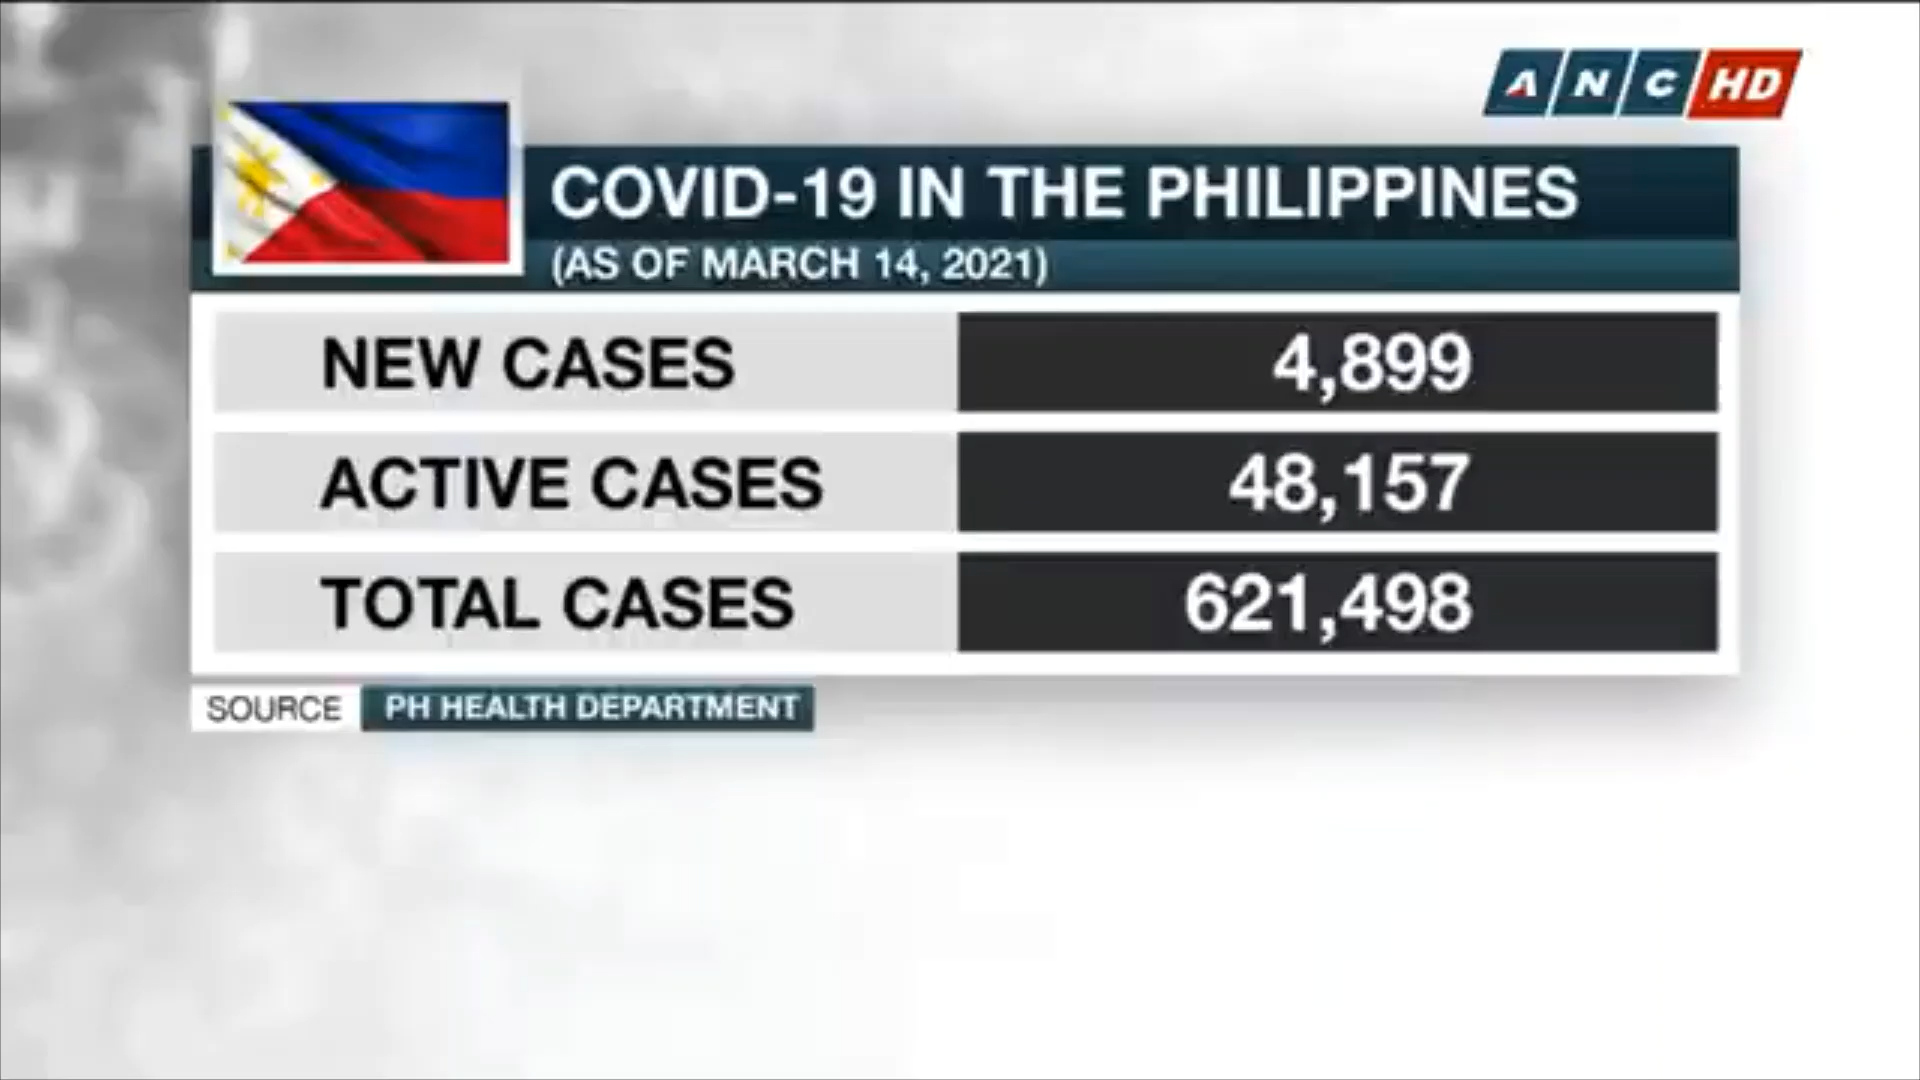 ANC HD
COVID-19 IN THE PHILIPPINES
(AS OF MARCH 14, 2021)
NEW CASES 4,899
ACTIVE CASES 48,157
TOTAL CASES 621,498
SOURCE PH HEALTH DEPARTMENT